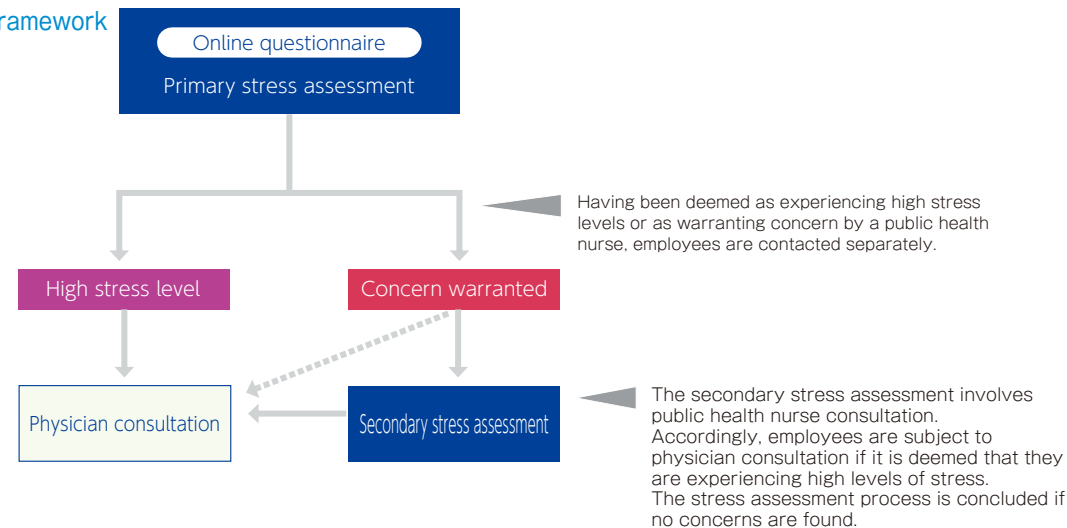 ramework
Online questionnaire
Primary stress assessment
Having been deemed as experiencing high stress
levels or as warranting concern by a public health
nurse, employees are contacted separately.
High stress level
Concern warranted
Physician consultation
Secondary stress assessment
The secondary stress assessment involves
public health nurse consultation.
Accordingly, employees are subject to
physician consultation if it is deemed that they
are experiencing high levels of stress.
The stress assessment process is concluded if
no concerns are found.